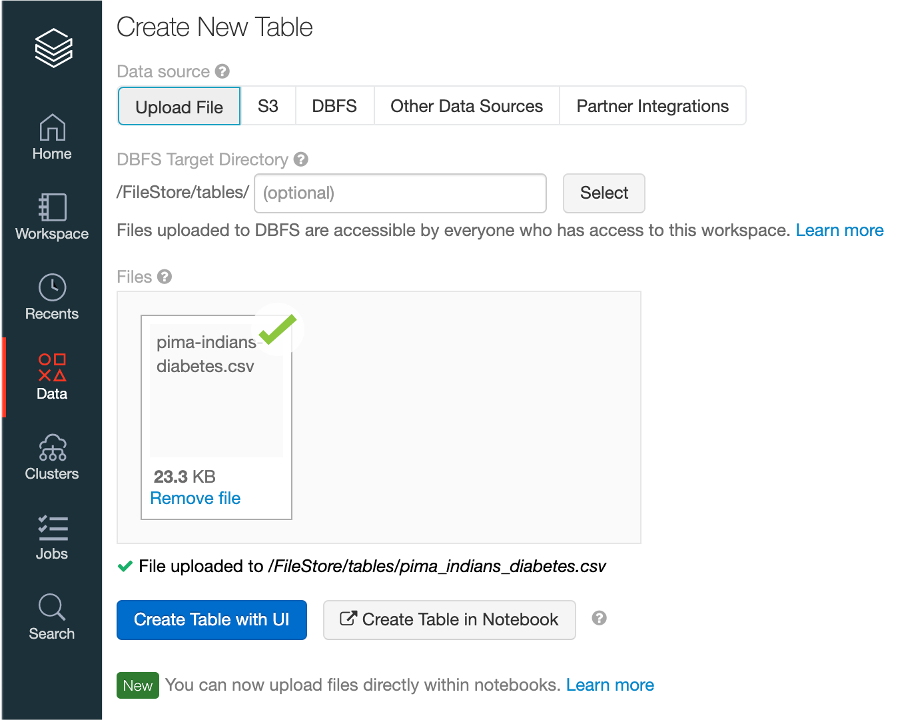 Create New Table
Data source
Upload File S3 DBFS Other Data Sources Partner Integrations
DBFS Target Directory
/FileStore/tables/ (optional) Select
Files uploaded to DBFS are accessible by everyone who has access to this workspace. Learn more
Files
pima-indians-
diabetes.csv
23.3 KB
Remove file
File uploaded to /FileStore/tables/pima_indians_diabetes.csv
Create Table with UI Create Table in Notebook
New You can now upload files directly within notebooks. Learn more
Home
Workspace
Recents
Data
Clusters
Jobs
Search